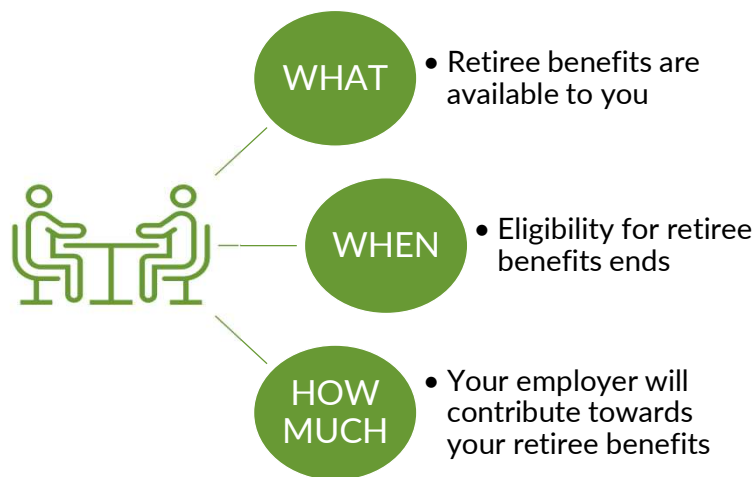 WHAT
• Retiree benefits are
available to you
WHEN
• Eligibility for retiree
benefits ends
HOW
MUCH
• Your employer will
contribute towards
your retiree benefits